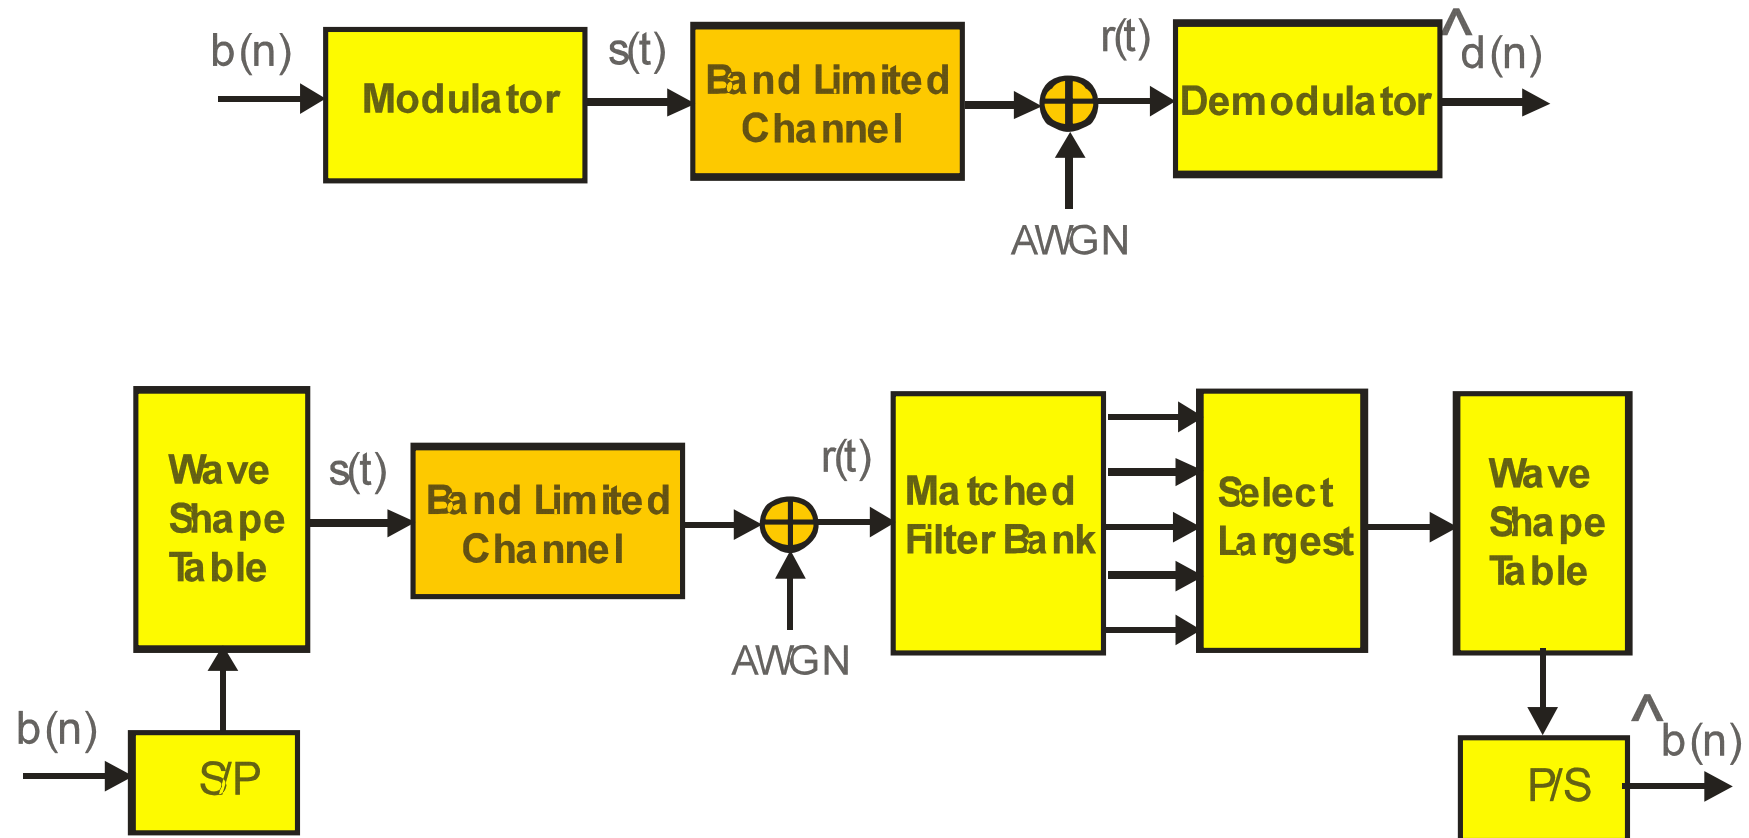 b(n)
Modulator
s(t)
Band Limited
Channel
r(t)
Demodulator
^
d(n)
AWGN
Wave
Shape
Table
s(t)
Band Limited
Channel
r(t)
Matched
Filter Bank
Select
Largest
Wave
Shape
Table
AWGN
b(n)
S/P
P/S
^
b(n)